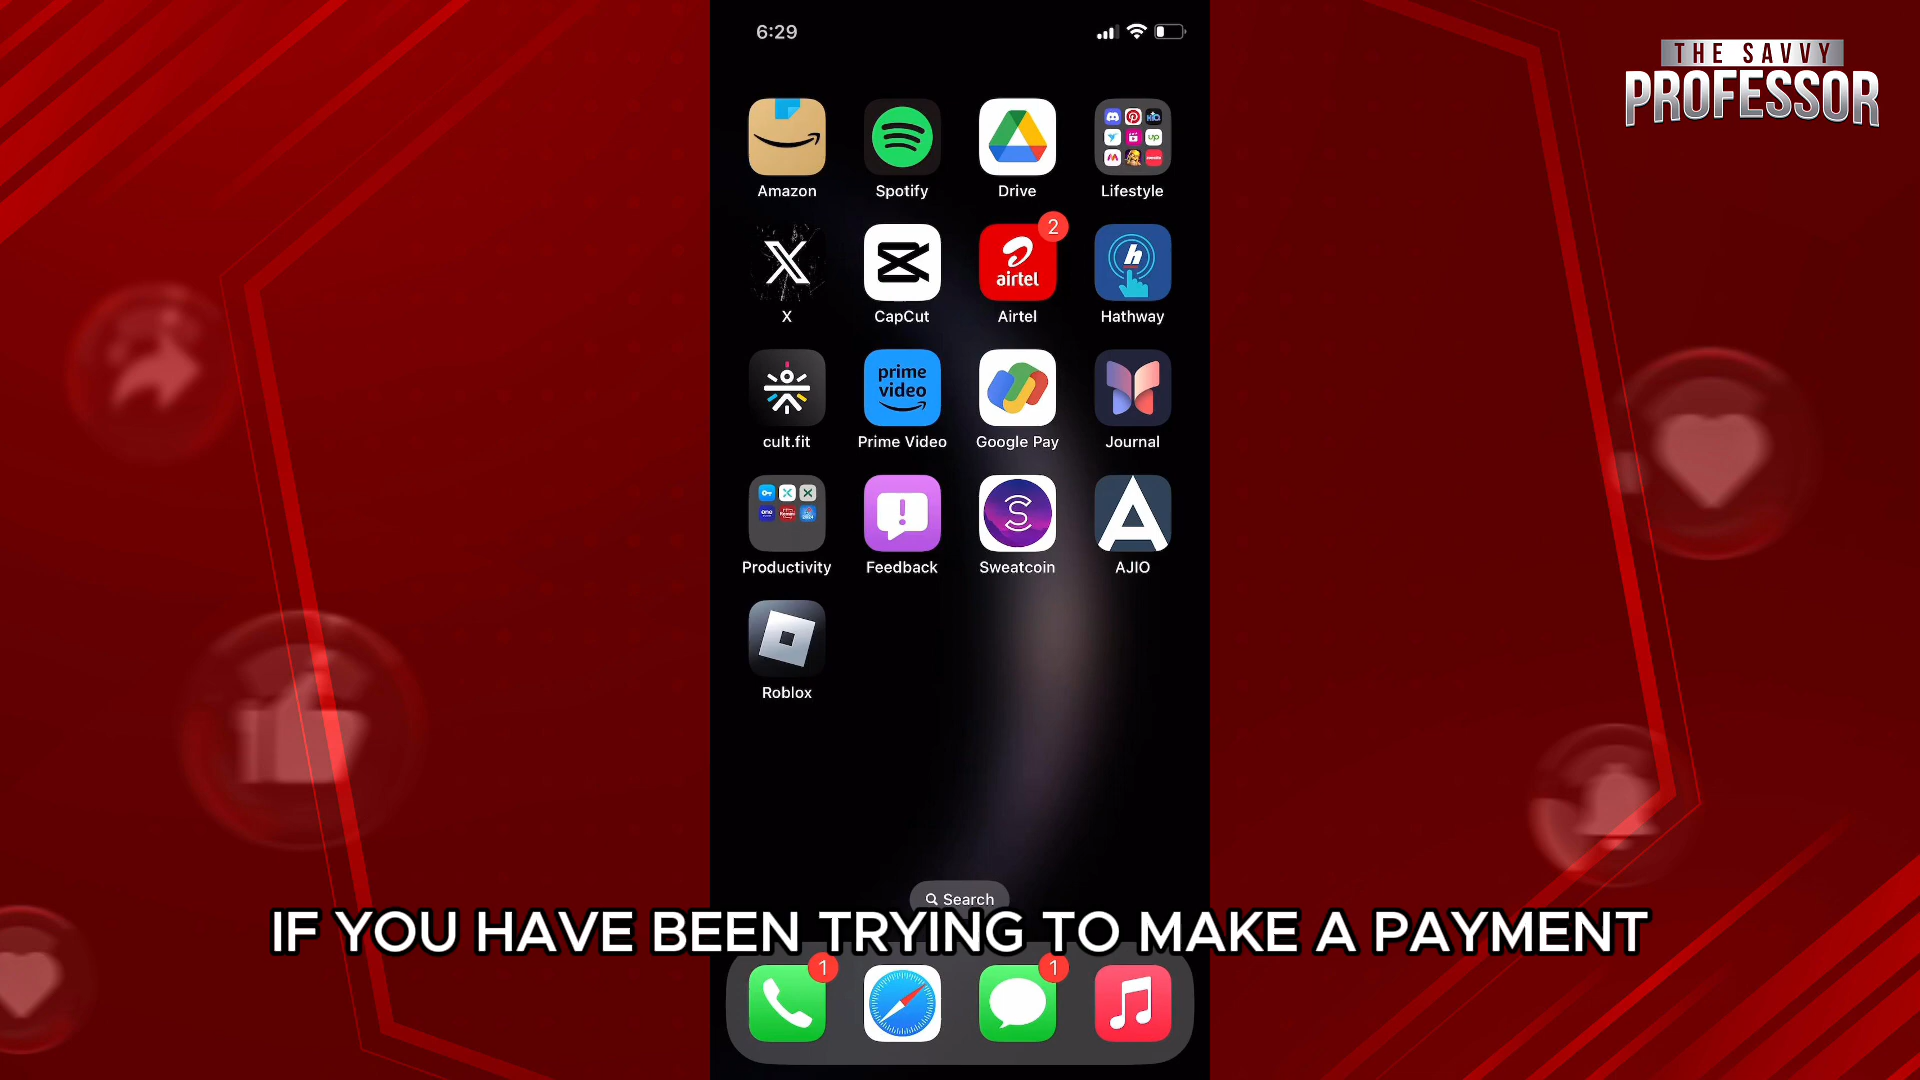 6:29
THE SAVVY
PROFESSOR
Amazon
Spotify
Drive
Lifestyle
2
airtel
X
CapCut
Airtel
Hathway
prime
video
cult.fit
Prime Video
Google Pay
Journal
Productivity
Feedback
Sweatcoin
AJIO
Roblox
Search
IF YOU HAVE BEEN TRYING TO MAKE A PAYMENT
1
1